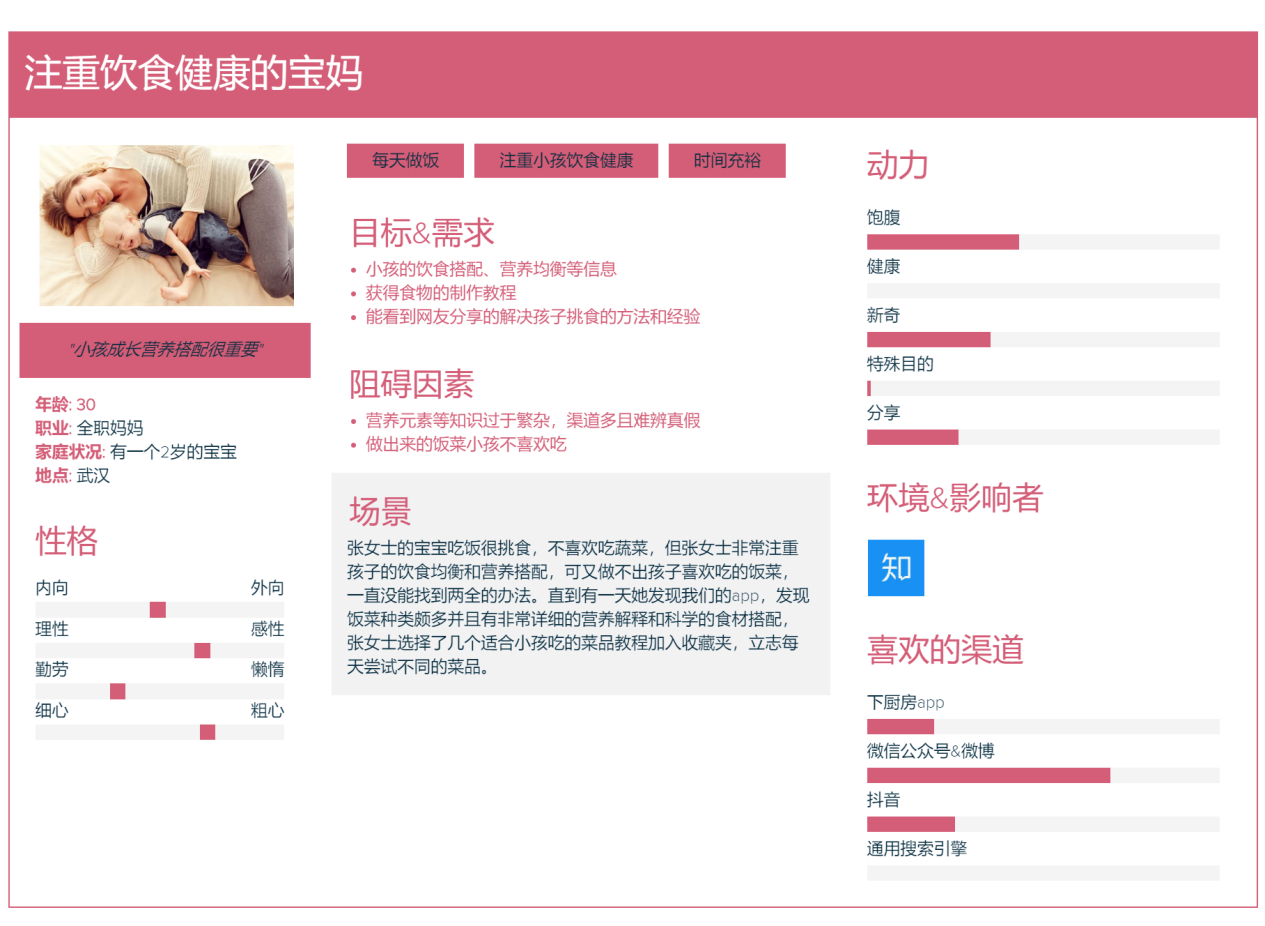 注重饮食健康的宝妈
"小孩成长营养搭配很重要"
年龄: 30
职业: 全职妈妈
家庭状况: 有一个2岁的宝宝
地点: 武汉
性格
内向 外向
理性 感性
勤劳 懒惰
细心 粗心
每天做饭 注重小孩饮食健康 时间充裕
目标&需求
• 小孩的饮食搭配、营养均衡等信息
• 获得食物的制作教程
• 能看到网友分享的解决孩子挑食的方法和经验
阻碍因素
• 营养元素等知识过于繁杂，渠道多且难辨真假
• 做出来的饭菜小孩不喜欢吃
场景
张女士的宝宝吃饭很挑食，不喜欢吃蔬菜，但张女士非常注重
孩子的饮食均衡和营养搭配，可又做不出孩子喜欢吃的饭菜，
一直没能找到两全的办法。直到有一天她发现我们的app，发现
饭菜种类颇多并且有非常详细的营养解释和科学的食材搭配，
张女士选择了几个适合小孩吃的菜品教程加入收藏夹，立志每
天尝试不同的菜品。
动力
饱腹
健康
新奇
特殊目的
分享
环境&影响者
知
喜欢的渠道
下厨房app
微信公众号&微博
抖音
通用搜索引擎